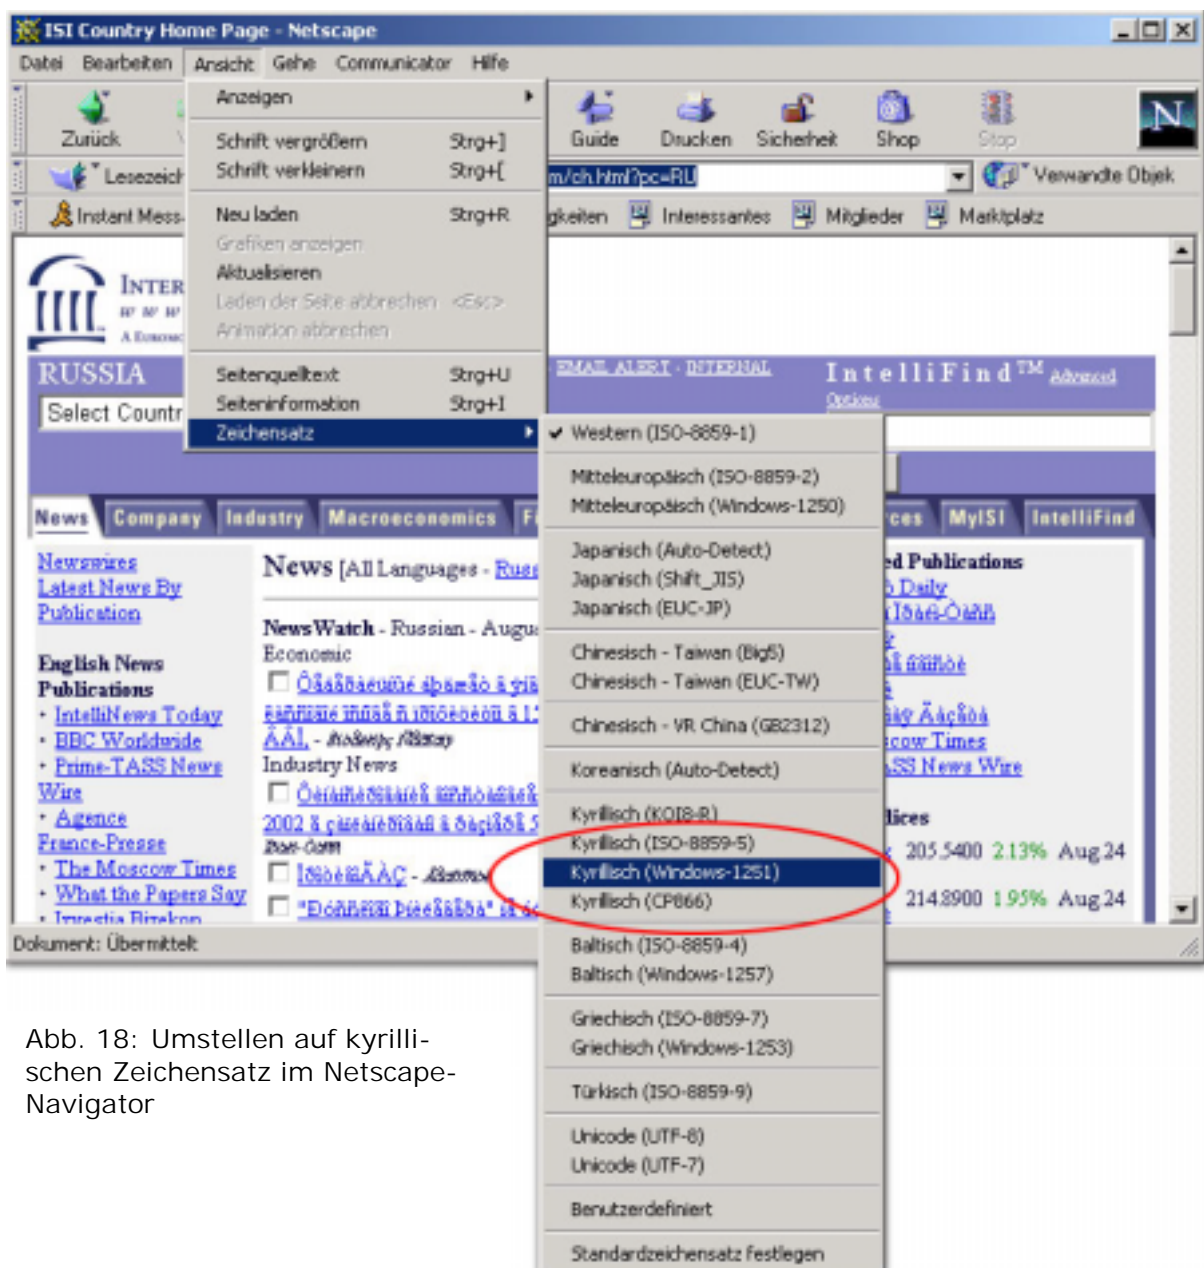 ISI Country Home Page - Netscape
Datei Bearbeiten Ansicht Gehe Communicator Hilfe
Zurück Guide Drucken Sicherheit Shop Stop
Lesezeich m/ch.html?pc=RU Verwandte Objek
Instant Mess. gkeiten Interessantes Mitglieder Marktplatz
Anzeigen
Schrift vergrößern Strg+]
Schrift verkleinern Strg+[
Neu laden Strg+R
Grafiken anzeigen
Aktualisieren
Laden der Seite abbrechen <Esc>
Animation abbrechen
Seitenquelltext Strg+U
Seiteninformation Strg+I
Zeichensatz
INTER
w w w
RUSSIA
Select Countr
EMAIL ALERT · INTERNAL
IntelliFind™ Advanced
Options
News Company Industry Macroeconomics ces MyISI IntelliFind
Newswires
Latest News By
Publication
English News
Publications
• IntelliNews Today
• BBC Worldwide
• Prime-TASS News
Wire
• Agence
France-Presse
• The Moscow Times
• What the Papers Say
News [All Languages - Russ
NewsWatch - Russian - Augu
Economic
Industry News
2002
Western (ISO-8859-1)
Mitteleuropäisch (ISO-8859-2)
Mitteleuropäisch (Windows-1250)
Japanisch (Auto-Detect)
Japanisch (Shift_JIS)
Japanisch (EUC-JP)
Chinesisch - Taiwan (Big5)
Chinesisch - Taiwan (EUC-TW)
Chinesisch - VR China (GB2312)
Koreanisch (Auto-Detect)
Kyrillisch (KOI8-R)
Kyrillisch (ISO-8859-5)
Kyrillisch (Windows-1251)
Kyrillisch (CP866)
Baltisch (ISO-8859-4)
Baltisch (Windows-1257)
Griechisch (ISO-8859-7)
Griechisch (Windows-1253)
Türkisch (ISO-8859-9)
Unicode (UTF-8)
Unicode (UTF-7)
Benutzerdefiniert
Standardzeichensatz festlegen
ed Publications
Daily
cow Times
ASS News Wire
dices
205.5400 2.13% Aug 24
214.8900 1.95% Aug 24
Dokument: Übermittelt
Abb. 18: Umstellen auf kyrilli-
schen Zeichensatz im Netscape-
Navigator